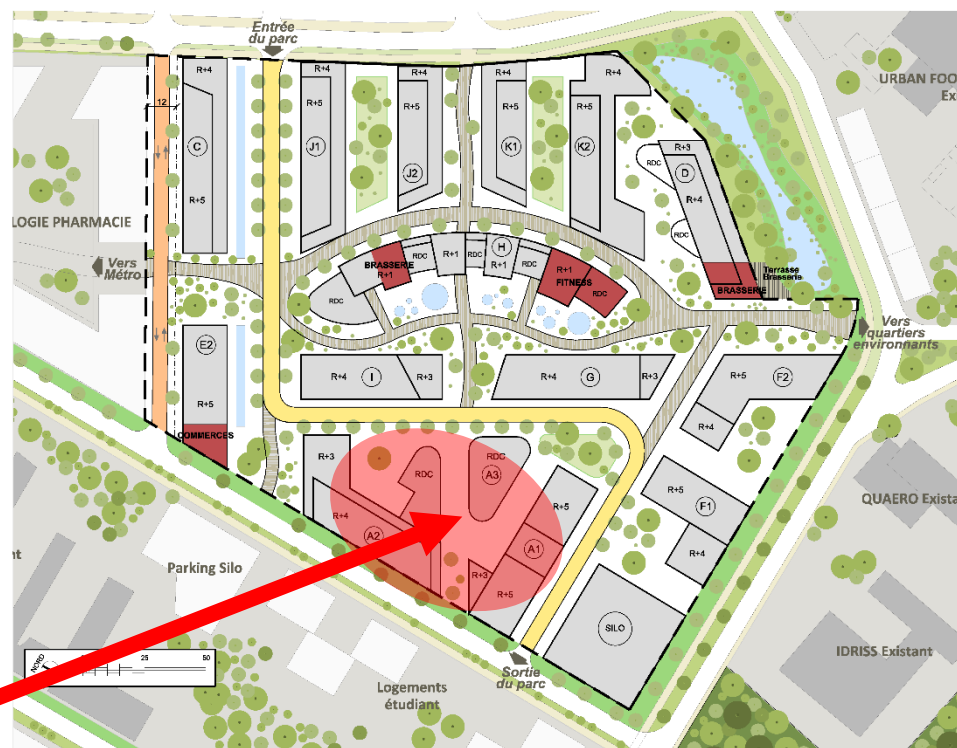 Entrée
du parc
R+4
R+4
R+4
R+4
R+4
URBAN FOO
Exi
R+5
R+5
R+5
R+5
12
C
J1
J2
K1
K2
R+3
RDC
D
R+5
R+4
LOGIE PHARMACIE
RDC
Vers
Métro
BRASSERIE
R+1
RDC
R+1
RDC
H
R+1
R+1
FITNESS
RDC
RDC
Terrasse
Brasserie
BRASSERIE
Vers
quartiers
environnants
E2
R+5
COMMERCES
R+4
I
R+3
R+4
G
R+3
R+5
F2
R+4
R+3
RDC
RDC
A3
R+4
A2
R+5
A1
R+3
R+5
R+5
F1
R+4
QUAERO Exista
nt
Parking Silo
SILO
IDRISS Existant
NORD
25
50
Sortie
du parc
Logements
étudiant